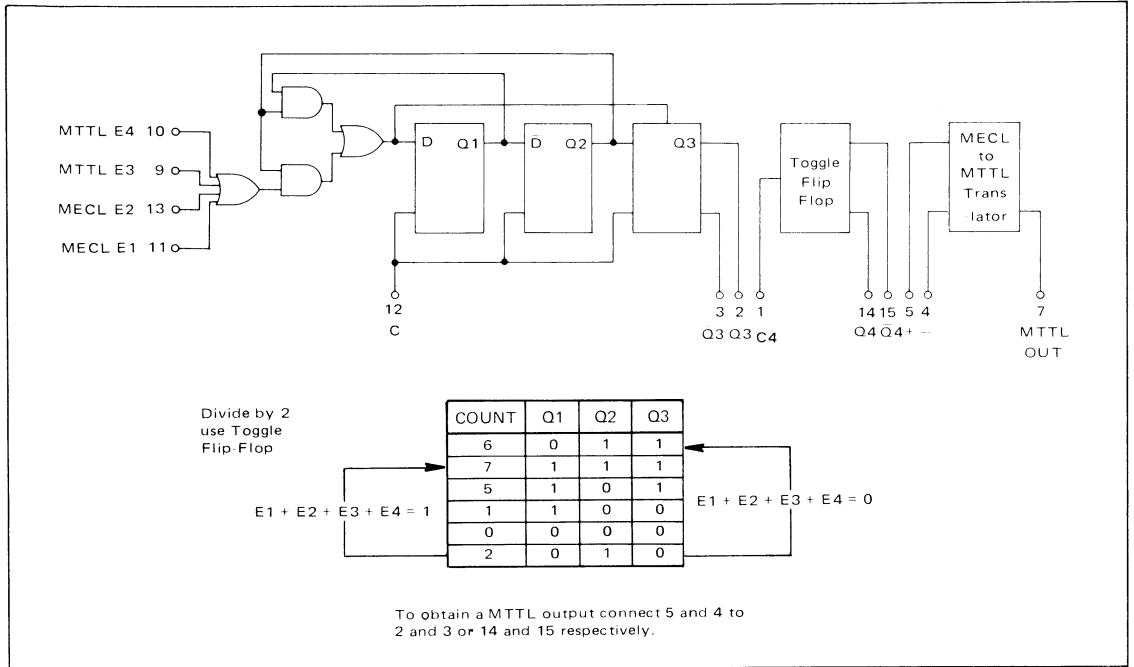 MTTL E4 10
MTTL E3 9
MECL E2 13
MECL E1 11
D Q1
D̄ Q2
Q3
Toggle
Flip
Flop
MECL
to
MTTL
Trans
lator
12
C
3 2 1
Q3 Q3 C4
14 15 5 4
Q4 Q̄4 + -
7
MTTL
OUT
Divide by 2
use Toggle
Flip-Flop
COUNT Q1 Q2 Q3
6 0 1 1
7 1 1 1
5 1 0 1
1 1 0 0
0 0 0 0
2 0 1 0
E1 + E2 + E3 + E4 = 1
E1 + E2 + E3 + E4 = 0
To obtain a MTTL output connect 5 and 4 to
2 and 3 or 14 and 15 respectively.